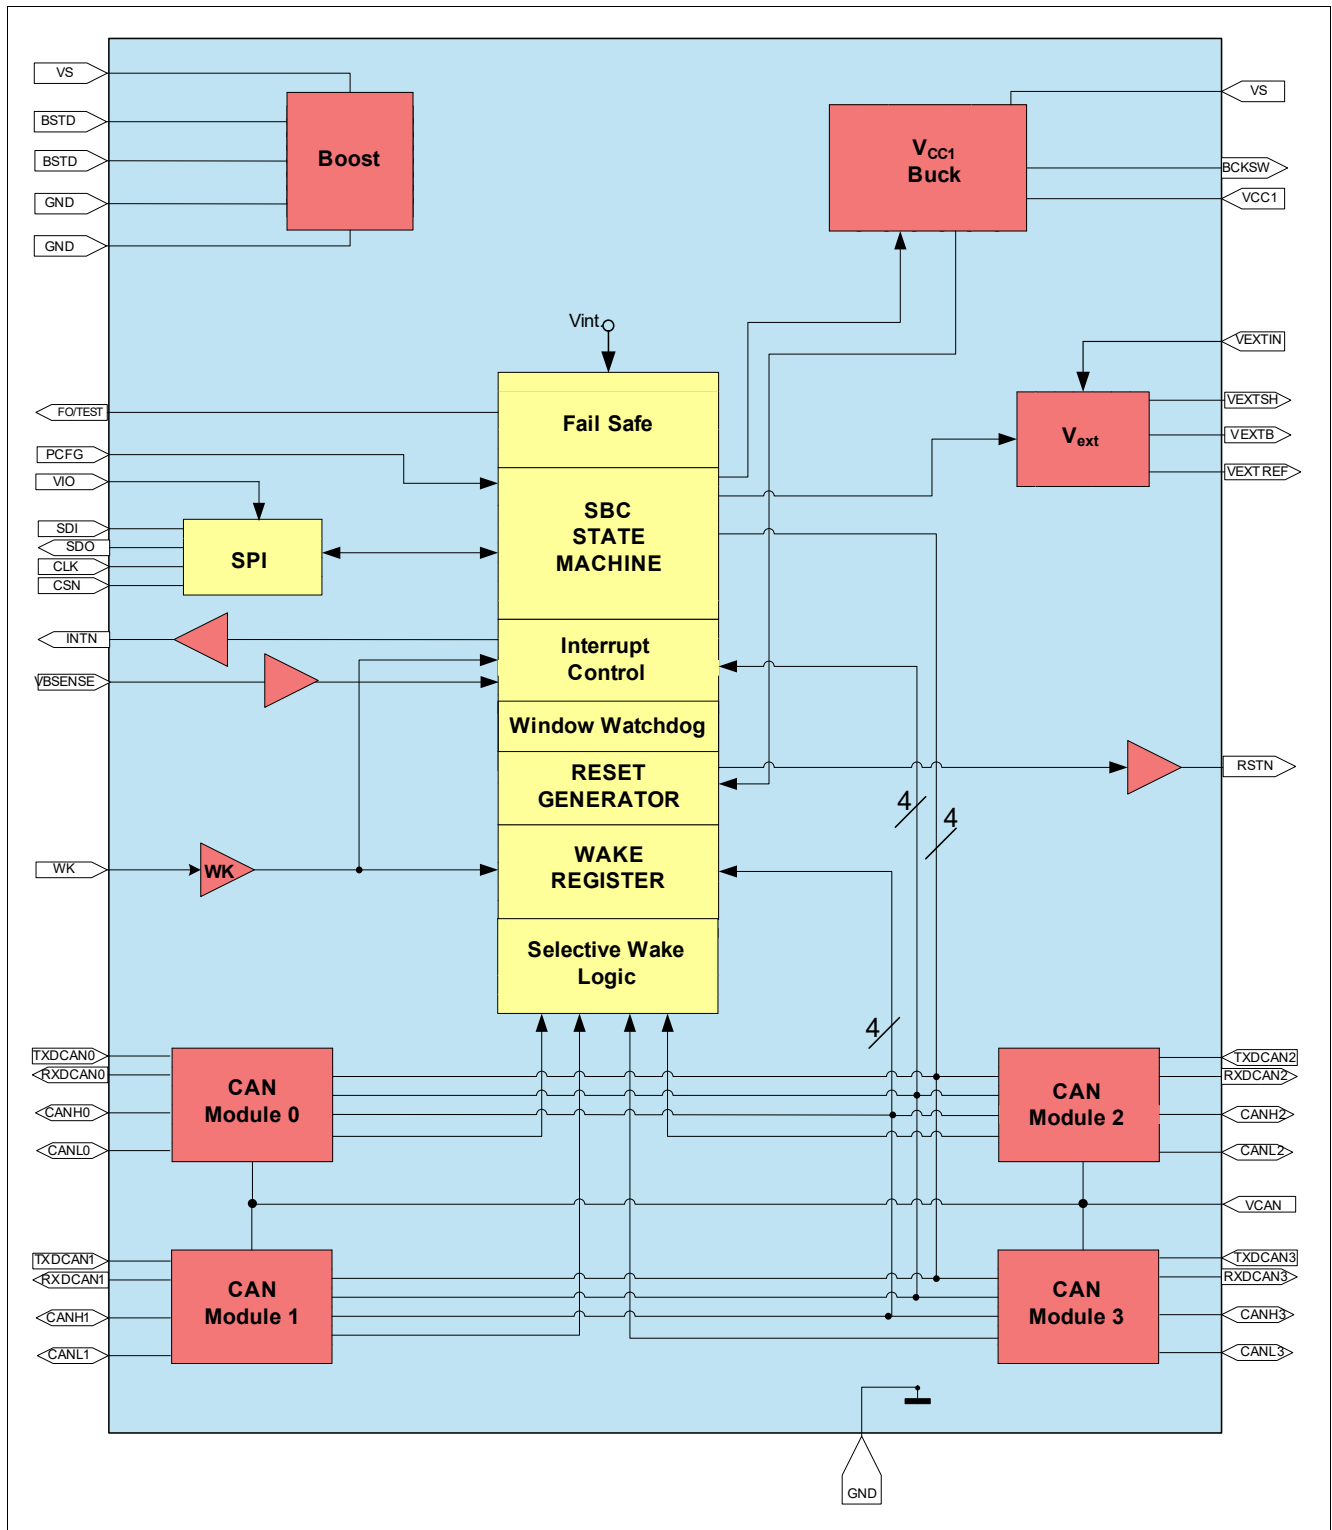 VS
BSTD
BSTD
GND
GND
Boost
VCC1
Buck
VS
BCKSW
VCC1
Vint.
VEXTIN
VEXTSH
VEXTB
VEXTREF
Vext
FO/TEST
PCFG
VIO
SDI
SDO
CLK
CSN
SPI
INTN
VBSENSE
WK
WK
Fail Safe
SBC
STATE
MACHINE
Interrupt
Control
Window Watchdog
RESET
GENERATOR
WAKE
REGISTER
Selective Wake
Logic
RSTN
4
4
4
TXDCAN0
RXDCAN0
CANH0
CANL0
CAN
Module 0
CAN
Module 2
TXDCAN2
RXDCAN2
CANH2
CANL2
VCAN
TXDCAN1
RXDCAN1
CANH1
CANL1
CAN
Module 1
CAN
Module 3
TXDCAN3
RXDCAN3
CANH3
CANL3
GND